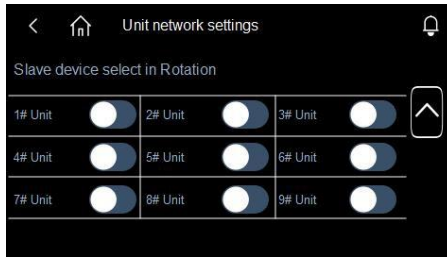 Unit network settings
Slave device select in Rotation
1# Unit 2# Unit 3# Unit
4# Unit 5# Unit 6# Unit
7# Unit 8# Unit 9# Unit